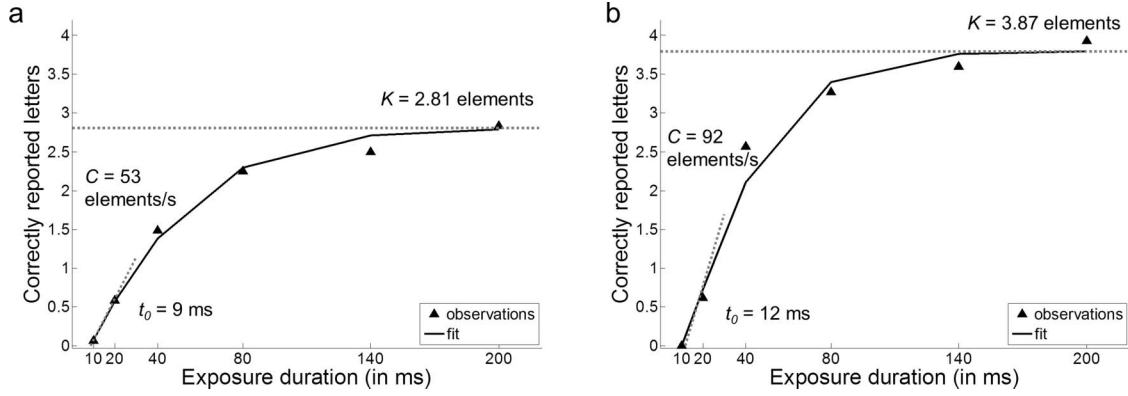 a
Correctly reported letters
4
3.5
3
2.5
2
1.5
1
0.5
0
K = 2.81 elements
C = 53
elements/s
t0 = 9 ms
observations
fit
10 20 40 80 140 200
Exposure duration (in ms)
b
Correctly reported letters
4
3.5
3
2.5
2
1.5
1
0.5
0
K = 3.87 elements
C = 92
elements/s
t0 = 12 ms
observations
fit
10 20 40 80 140 200
Exposure duration (in ms)